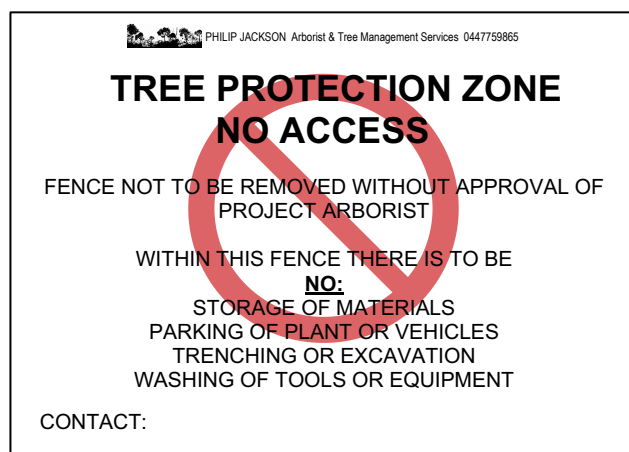 PHILIP JACKSON Arborist & Tree Management Services 0447759865
TREE PROTECTION ZONE
NO ACCESS
FENCE NOT TO BE REMOVED WITHOUT APPROVAL OF
PROJECT ARBORIST
WITHIN THIS FENCE THERE IS TO BE
NO:
STORAGE OF MATERIALS
PARKING OF PLANT OR VEHICLES
TRENCHING OR EXCAVATION
WASHING OF TOOLS OR EQUIPMENT
CONTACT: